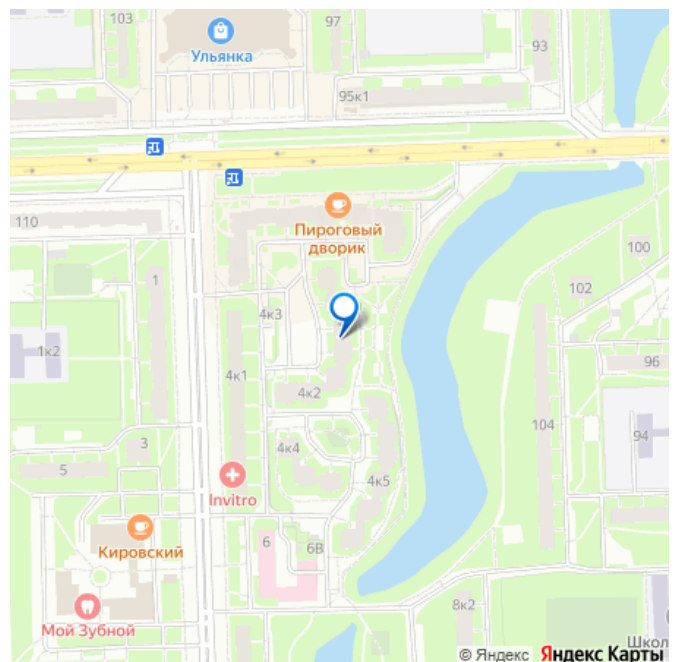 103
97
Ульянка
93
95к1
110
Пироговый
дворик
100
1
102
4к3
1к2
4к1
96
4к2
104
94
3
4к4
5
4к5
Invitro
6
6В
Кировский
8к2
Мой Зубной
Школ
© Яндекс Яндекс Карты